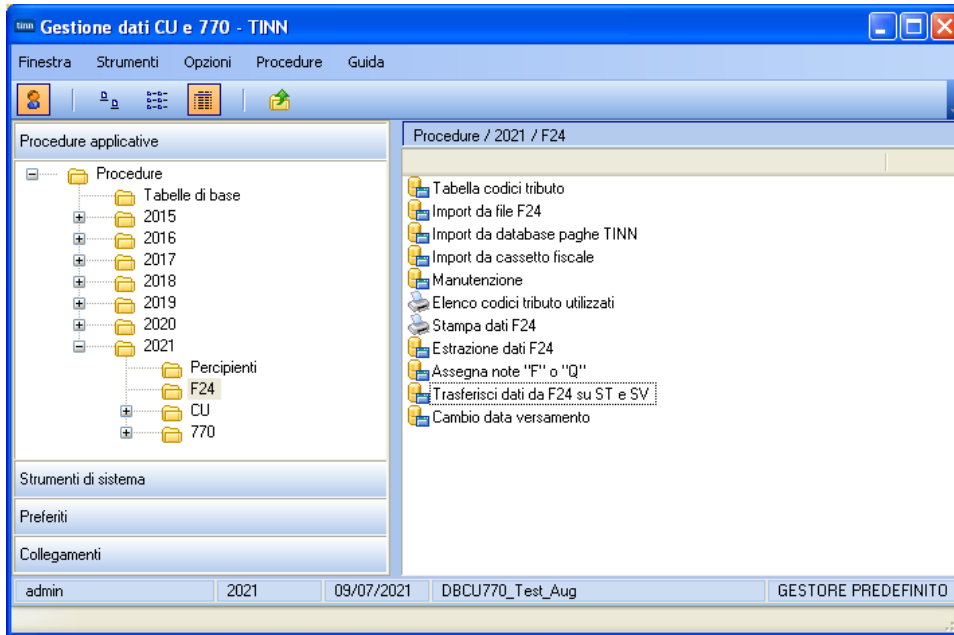 tinn Gestione dati CU e 770 - TINN
Finestra Strumenti Opzioni Procedure Guida
Procedure applicative
Procedure
Tabelle di base
2015
2016
2017
2018
2019
2020
2021
Percipienti
F24
CU
770
Strumenti di sistema
Preferiti
Collegamenti
Procedure / 2021 / F24
Tabella codici tributo
Import da file F24
Import da database paghe TINN
Import da cassetto fiscale
Manutenzione
Elenco codici tributo utilizzati
Stampa dati F24
Estrazione dati F24
Assegna note "F" o "Q"
Trasferisci dati da F24 su ST e SV
Cambio data versamento
admin 2021 09/07/2021 DBCU770_Test_Aug GESTORE PREDEFINITO